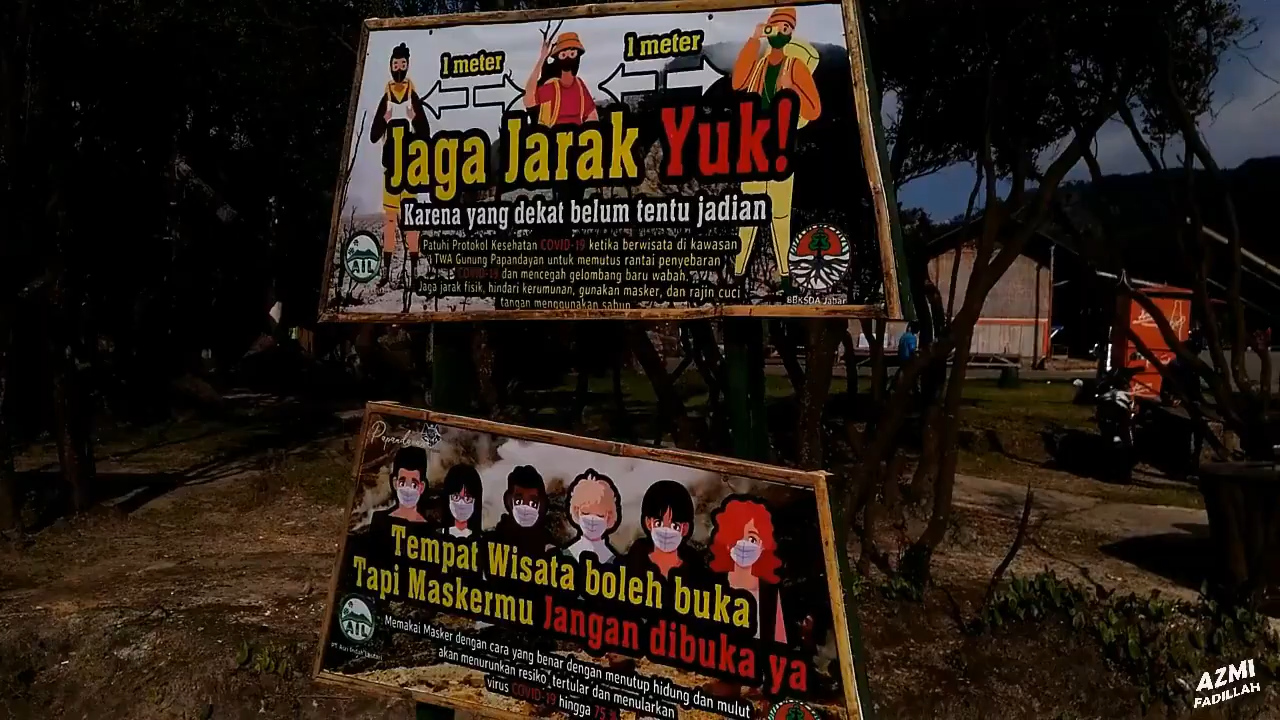 1 meter
1 meter
Jaga Jarak Yuk!
Karena yang dekat belum tentu jadian
Patuhi Protokol Kesehatan COVID-19 ketika berwisata di kawasan
TWA Gunung Papandayan untuk memutus rantai penyebaran
COVID-19 dan mencegah gelombang baru wabah.
Jaga jarak fisik, hindari kerumunan, gunakan masker, dan rajin cuci
tangan menggunakan sabun
AIL
BBKSDA Jabar
Papandayan
Tempat Wisata boleh buka
Tapi Maskermu Jangan dibuka ya
AIL
Memakai Masker dengan cara yang benar dengan menutup hidung dan mulut
akan menurunkan resiko tertular dan menularkan
virus COVID-19 hingga 75
AZMI
FADILLAH